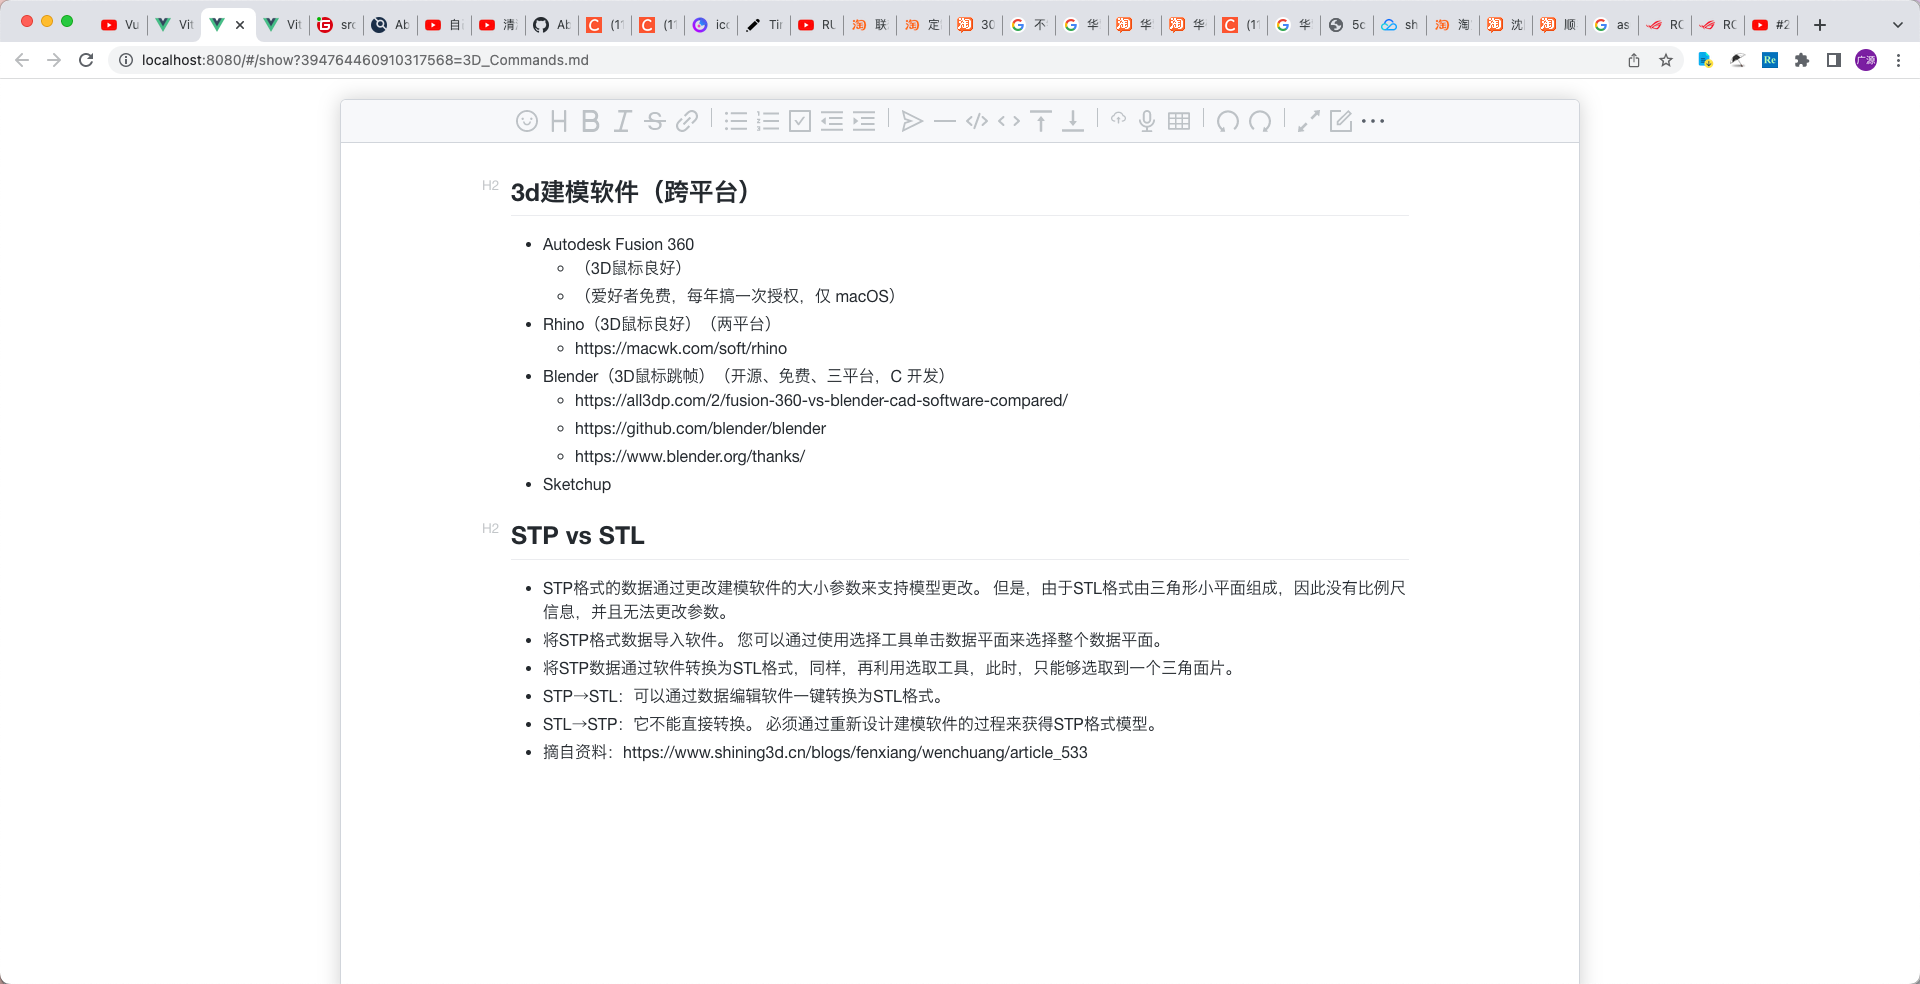 Vu
Vit
Vit
src
Ab
自
清
Ab
(1
(1
ico
Tir
RU
联
定
30
不
华
华
华
(1
华
5c
sh
淘
沈
顺
as
RC
RC
#2
localhost:8080/#/show?394764460910317568=3D_Commands.md
Re
广源
H2
3d建模软件（跨平台）
Autodesk Fusion 360
（3D鼠标良好）
（爱好者免费，每年搞一次授权，仅 macOS）
Rhino（3D鼠标良好）（两平台）
https://macwk.com/soft/rhino
Blender（3D鼠标跳帧）（开源、免费、三平台，C 开发）
https://all3dp.com/2/fusion-360-vs-blender-cad-software-compared/
https://github.com/blender/blender
https://www.blender.org/thanks/
Sketchup
H2
STP vs STL
STP格式的数据通过更改建模软件的大小参数来支持模型更改。 但是，由于STL格式由三角形小平面组成，因此没有比例尺
信息，并且无法更改参数。
将STP格式数据导入软件。 您可以通过使用选择工具单击数据平面来选择整个数据平面。
将STP数据通过软件转换为STL格式，同样，再利用选取工具，此时，只能够选取到一个三角面片。
STP→STL：可以通过数据编辑软件一键转换为STL格式。
STL→STP：它不能直接转换。 必须通过重新设计建模软件的过程来获得STP格式模型。
摘自资料：https://www.shining3d.cn/blogs/fenxiang/wenchuang/article_533